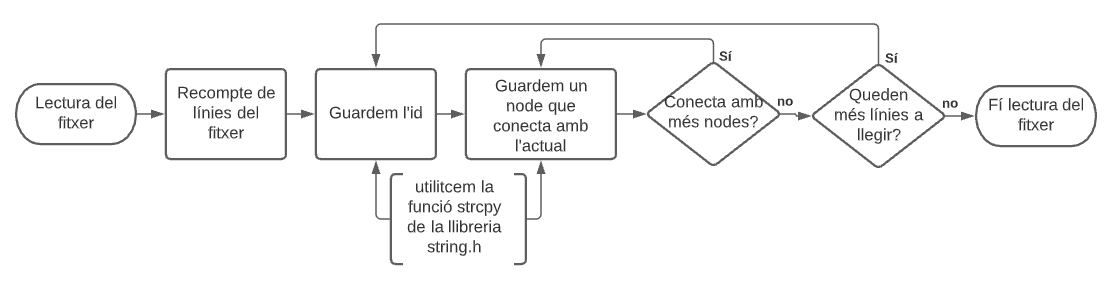 Lectura del
fitxer
Recompte de
línies del
fitxer
Guardem l'id
Guardem un
node que
conecta amb
l'actual
utilitcem la
funció strcpy
de la llibreria
string.h
Sí
Conecta amb
més nodes?
no
Sí
Queden
més línies a
llegir?
no
Fí lectura del
fitxer